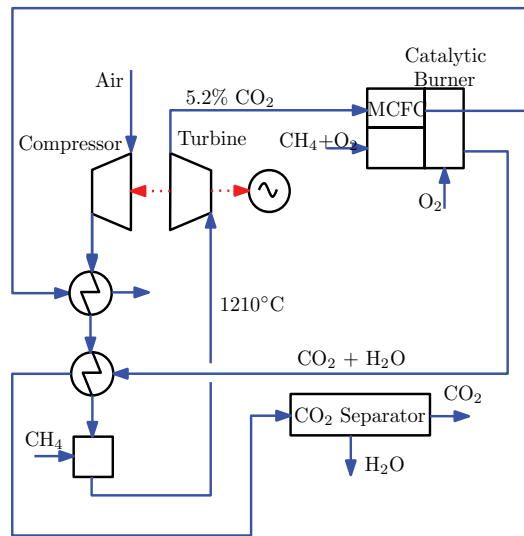 Catalytic
Burner
Air
5.2% CO₂
MCFC
Compressor
Turbine
CH₄+O₂
O₂
1210°C
CO₂ + H₂O
CO₂
CO₂ Separator
CH₄
H₂O